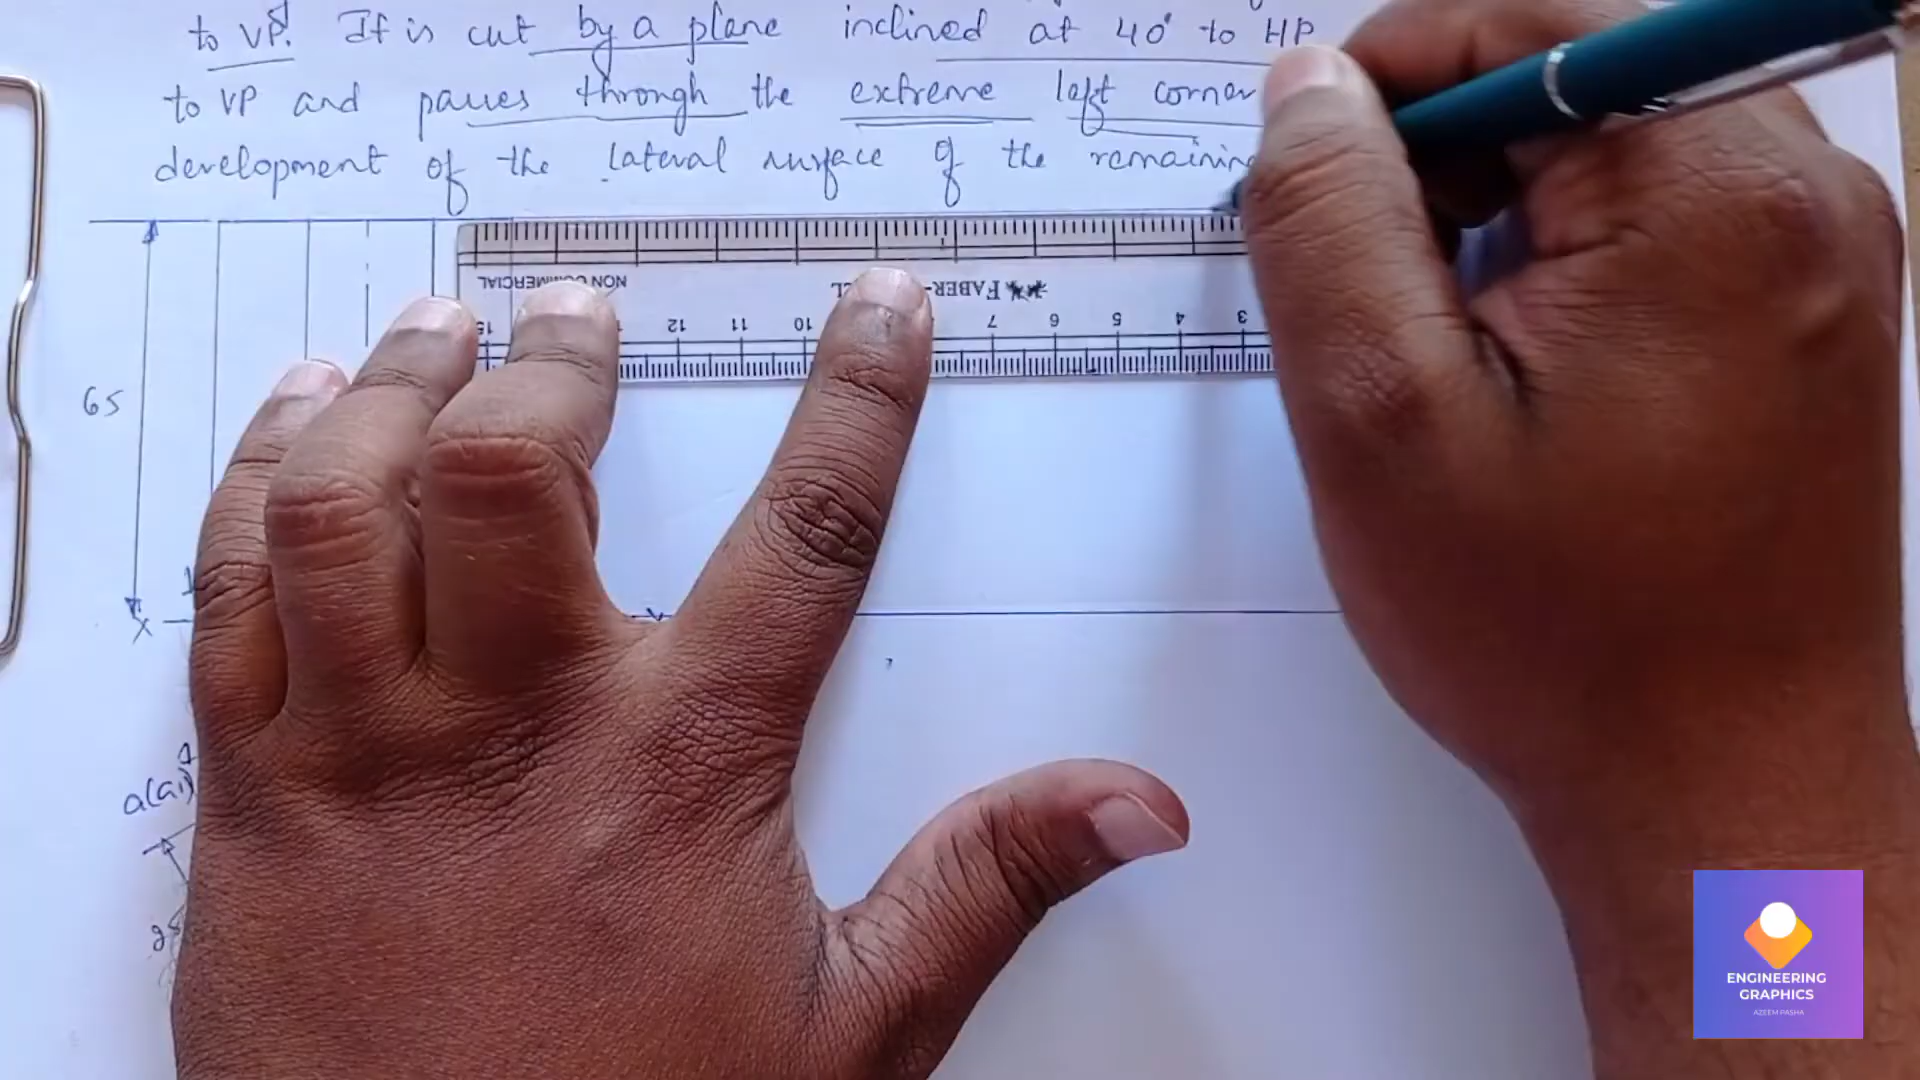 to VP. It is cut by a plane inclined at 40° to HP
to VP and passes through the extreme left corner
development of the lateral surface of the remaining
NON COMMERCIAL
FABER-
15 12 11 10 7 6 5 4 3
65
X
1
a(a1)
ENGINEERING
GRAPHICS
AZEEM PASHA